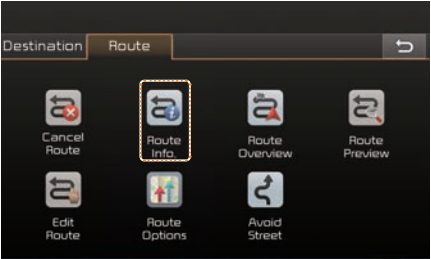 Destination
Route
Cancel
Route
Route
Info.
Route
Overview
Route
Preview
Edit
Route
Route
Options
Avoid
Street